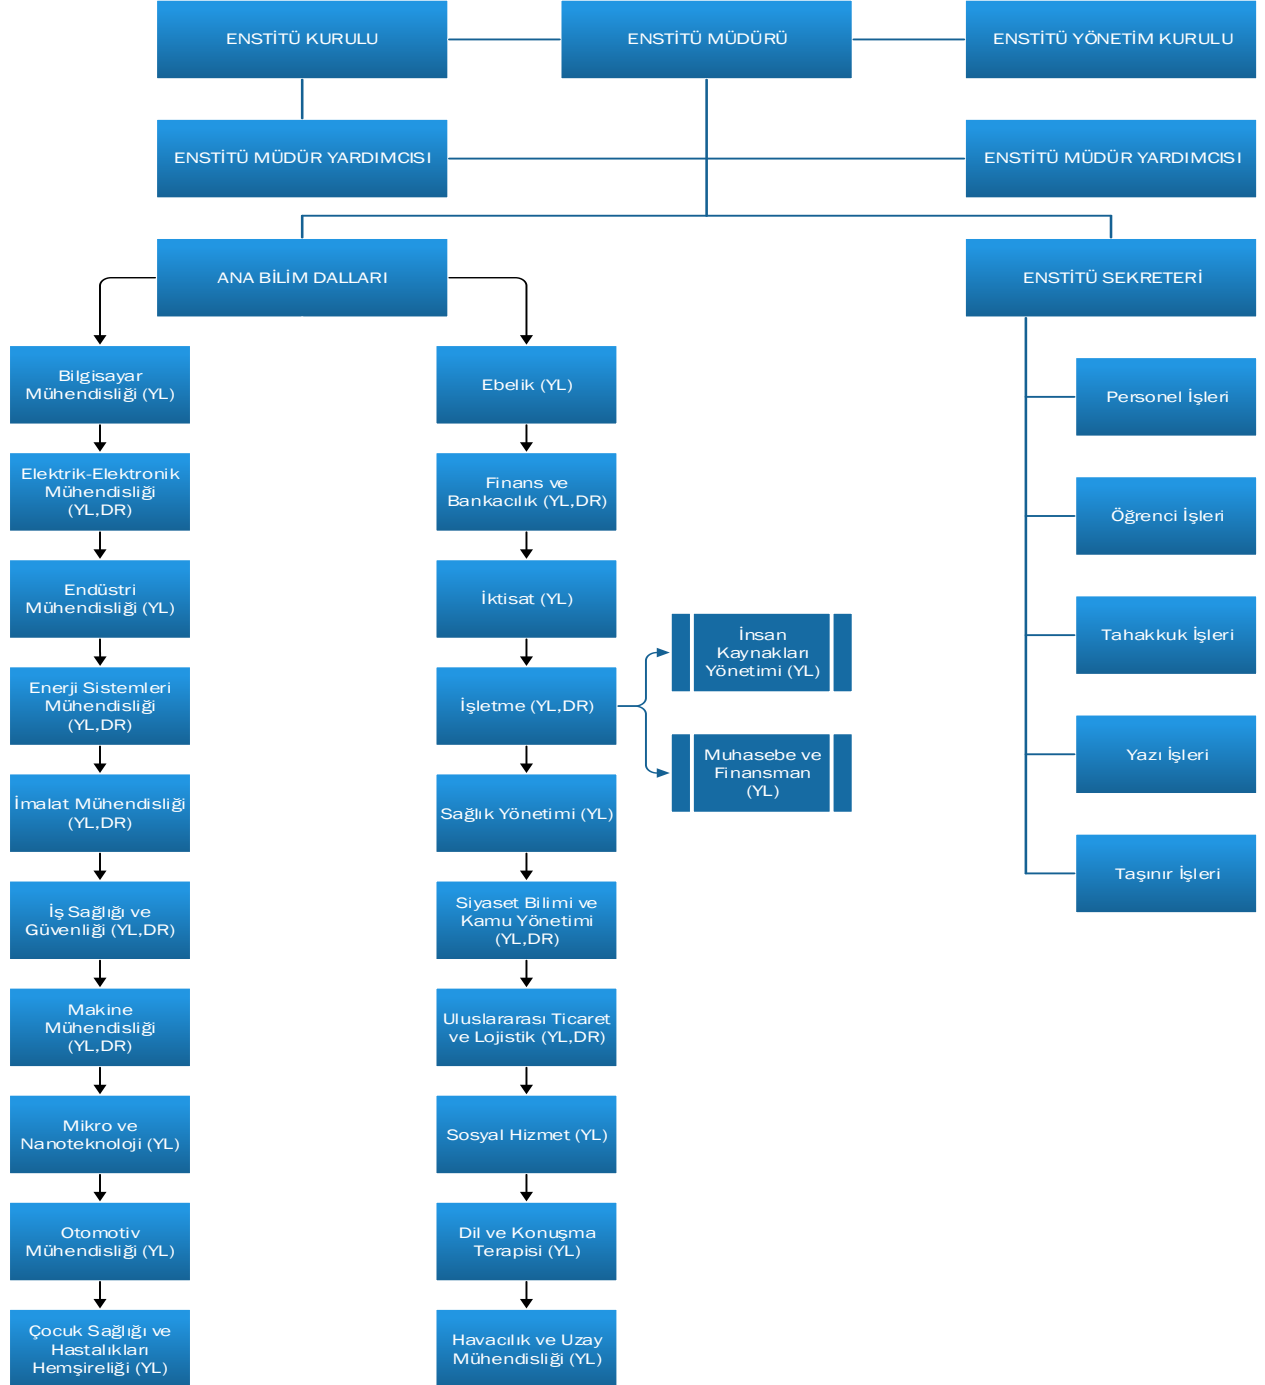 ENSTİTÜ KURULU
ENSTİTÜ MÜDÜRÜ
ENSTİTÜ YÖNETİM KURULU
ENSTİTÜ MÜDÜR YARDIMCISI
ENSTİTÜ MÜDÜR YARDIMCISI
ANA BİLİM DALLARI
ENSTİTÜ SEKRETERİ
Bilgisayar
Mühendisliği (YL)
Elektrik-Elektronik
Mühendisliği
(YL,DR)
Endüstri
Mühendisliği (YL)
Enerji Sistemleri
Mühendisliği
(YL,DR)
İmalat Mühendisliği
(YL,DR)
İş Sağlığı ve
Güvenliği (YL,DR)
Makine
Mühendisliği
(YL,DR)
Mikro ve
Nanoteknoloji (YL)
Otomotiv
Mühendisliği (YL)
Çocuk Sağlığı ve
Hastalıkları
Hemşireliği (YL)
Ebelik (YL)
Finans ve
Bankacılık (YL,DR)
İktisat (YL)
İşletme (YL,DR)
Sağlık Yönetimi (YL)
Siyaset Bilimi ve
Kamu Yönetimi
(YL,DR)
Uluslararası Ticaret
ve Lojistik (YL,DR)
Sosyal Hizmet (YL)
Dil ve Konuşma
Terapisi (YL)
Havacılık ve Uzay
Mühendisliği (YL)
İnsan
Kaynakları
Yönetimi (YL)
Muhasebe ve
Finansman
(YL)
Personel İşleri
Öğrenci İşleri
Tahakkuk İşleri
Yazı İşleri
Taşınır İşleri